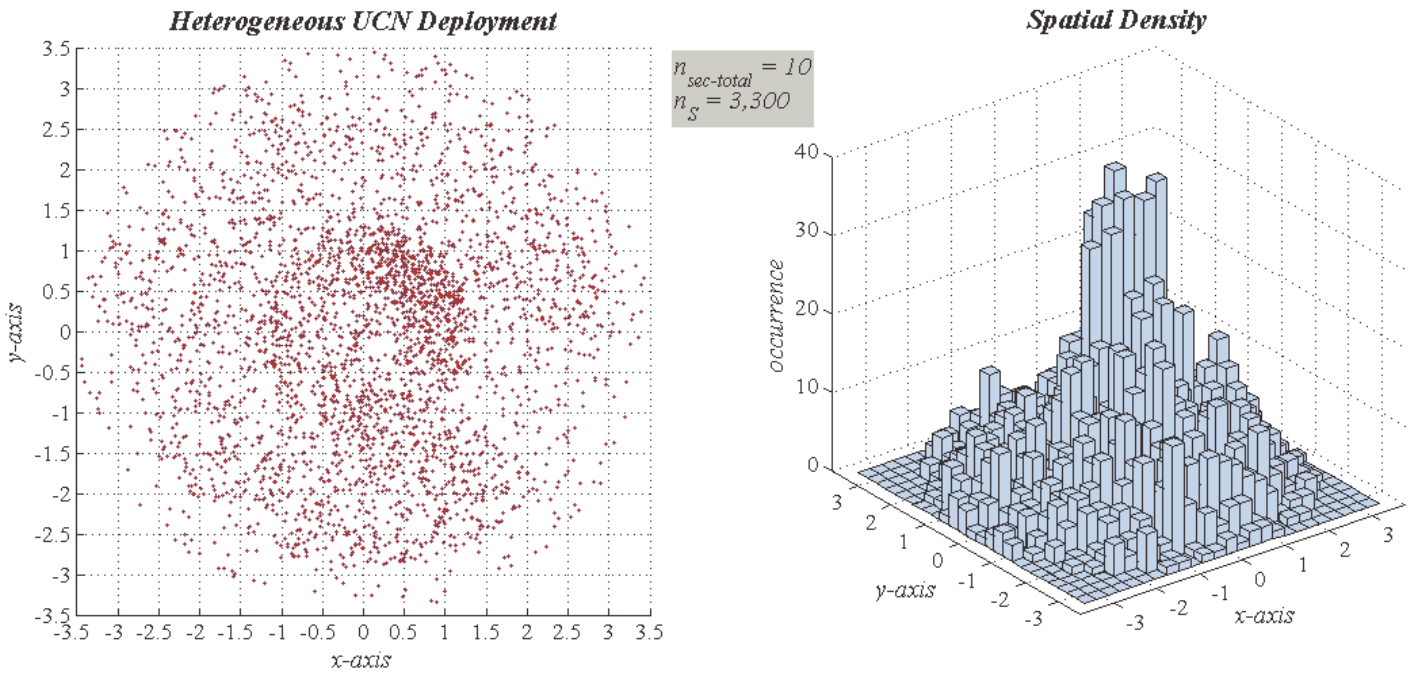 Heterogeneous UCN Deployment
3.5
3
2.5
2
1.5
1
0.5
0
-0.5
-1
-1.5
-2
-2.5
-3
-3.5
y-axis
-3.5 -3 -2.5 -2 -1.5 -1 -0.5 0 0.5 1 1.5 2 2.5 3 3.5
x-axis
n sec-total = 10
n S = 3,300
Spatial Density
40
30
20
10
0
occurrence
3 2 1 0 -1 -2 -3
y-axis
-3 -2 -1 0 1 2 3
x-axis